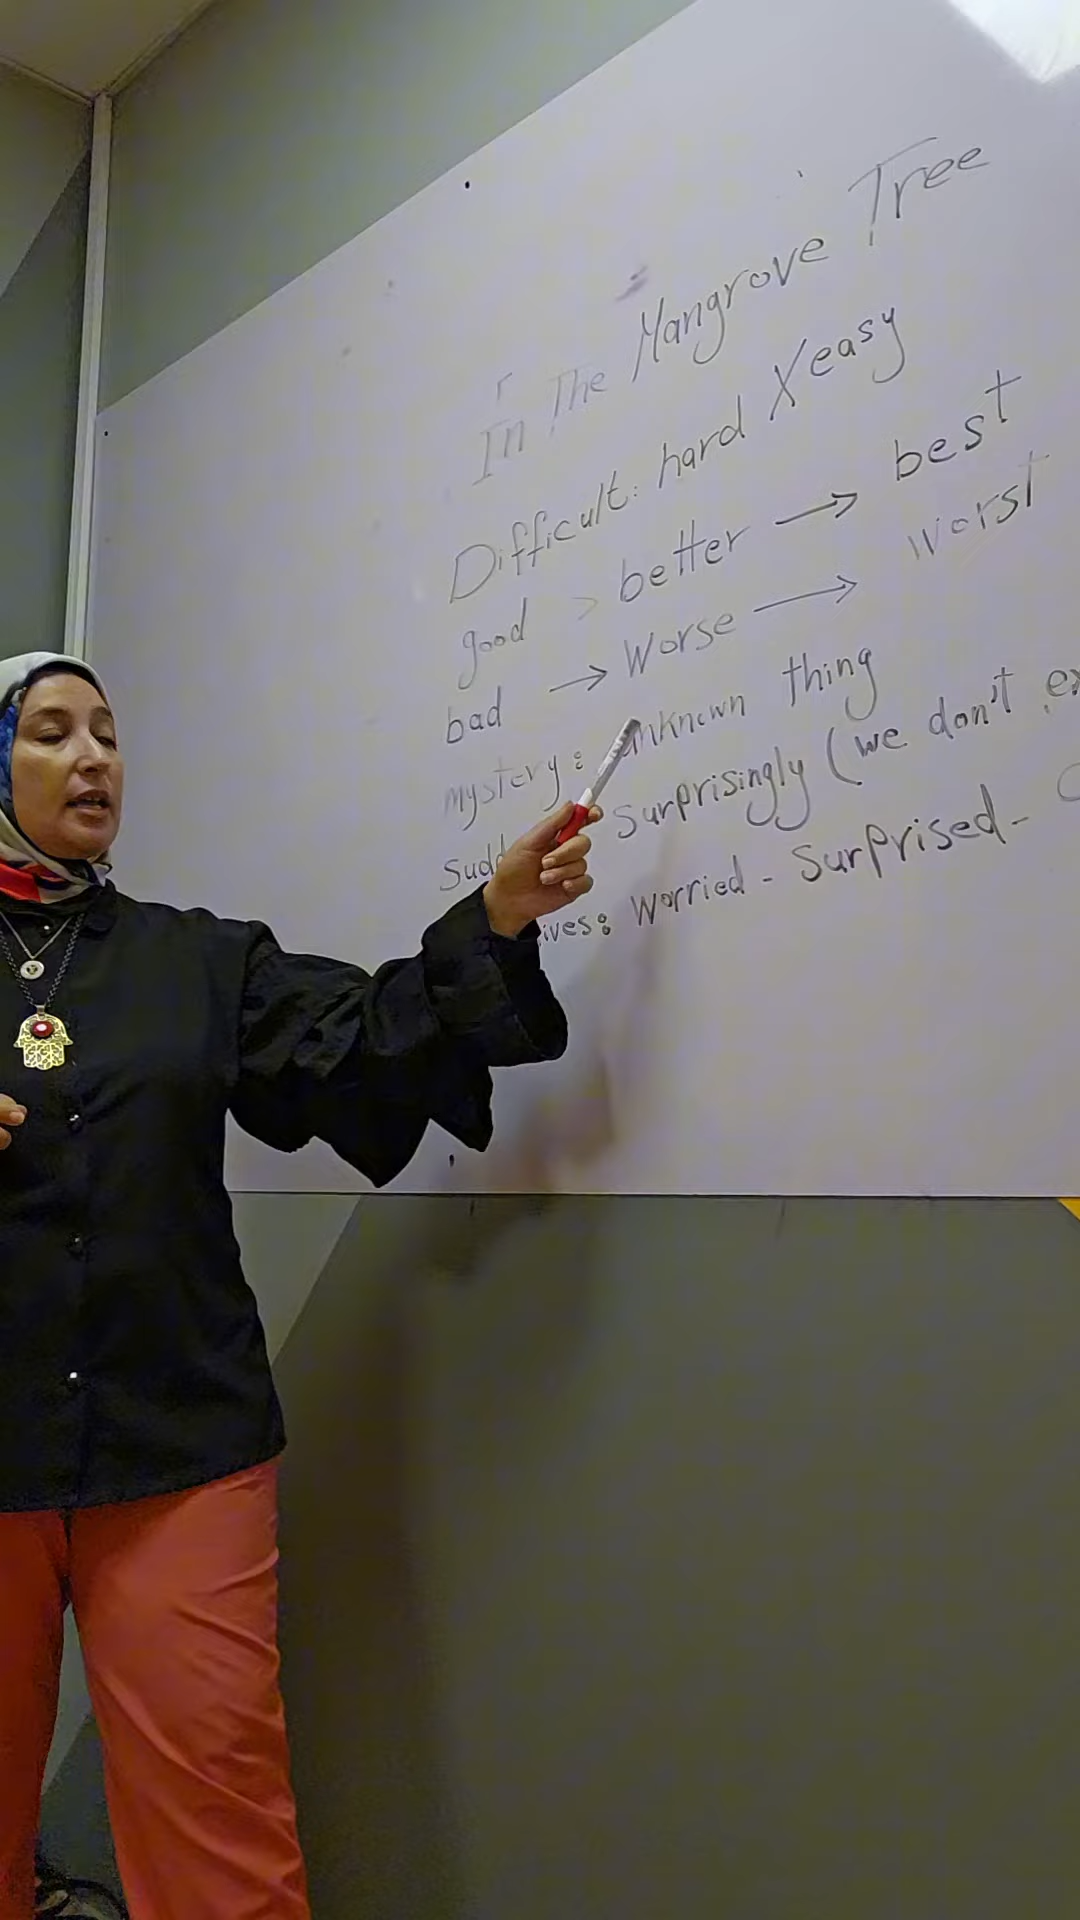 In The Mangrove Tree
Difficult: hard X easy
good > better → best
bad → worse → worst
mystery: unknown thing
Surprisingly (we don't
Worried - Surprised -